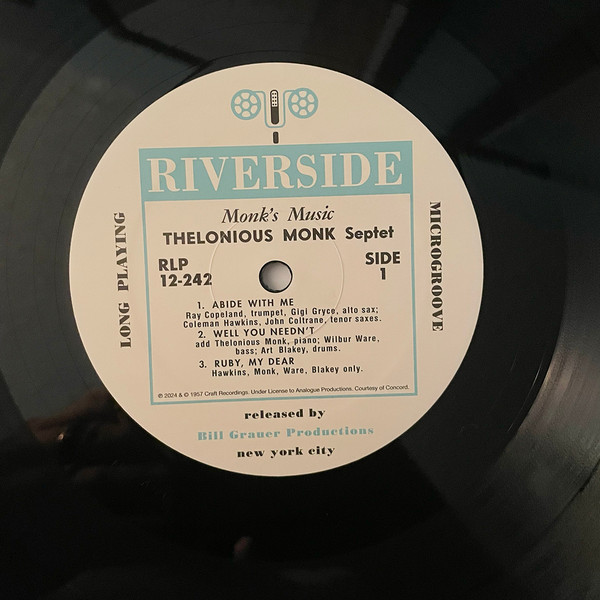 RIVERSIDE
Monk's Music
THELONIOUS MONK Septet
RLP
12-242
SIDE
1
LONG PLAYING
MICROGROOVE
1. ABIDE WITH ME
Ray Copeland, trumpet, Gigi Gryce, alto sax;
Coleman Hawkins, John Coltrane, tenor saxes.
2. WELL YOU NEEDN'T
add Thelonious Monk, piano; Wilbur Ware,
bass; Art Blakey, drums.
3. RUBY, MY DEAR
Hawkins, Monk, Ware, Blakey only.
℗ 2024 & © 1957 Craft Recordings. Under License to Analogue Productions. Courtesy of Concord.
released by
Bill Grauer Productions
new york city